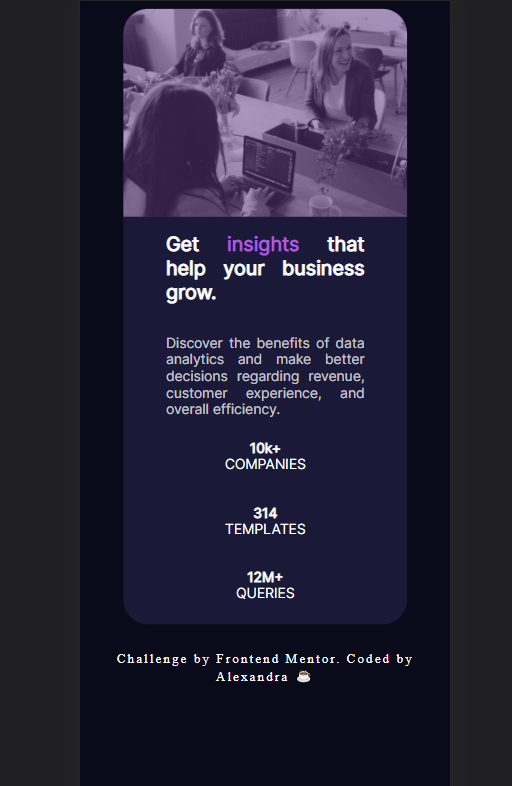 Get insights that
help your business
grow.
Discover the benefits of data
analytics and make better
decisions regarding revenue,
customer experience, and
overall efficiency.
10k+
COMPANIES
314
TEMPLATES
12M+
QUERIES
Challenge by Frontend Mentor. Coded by
Alexandra ☕